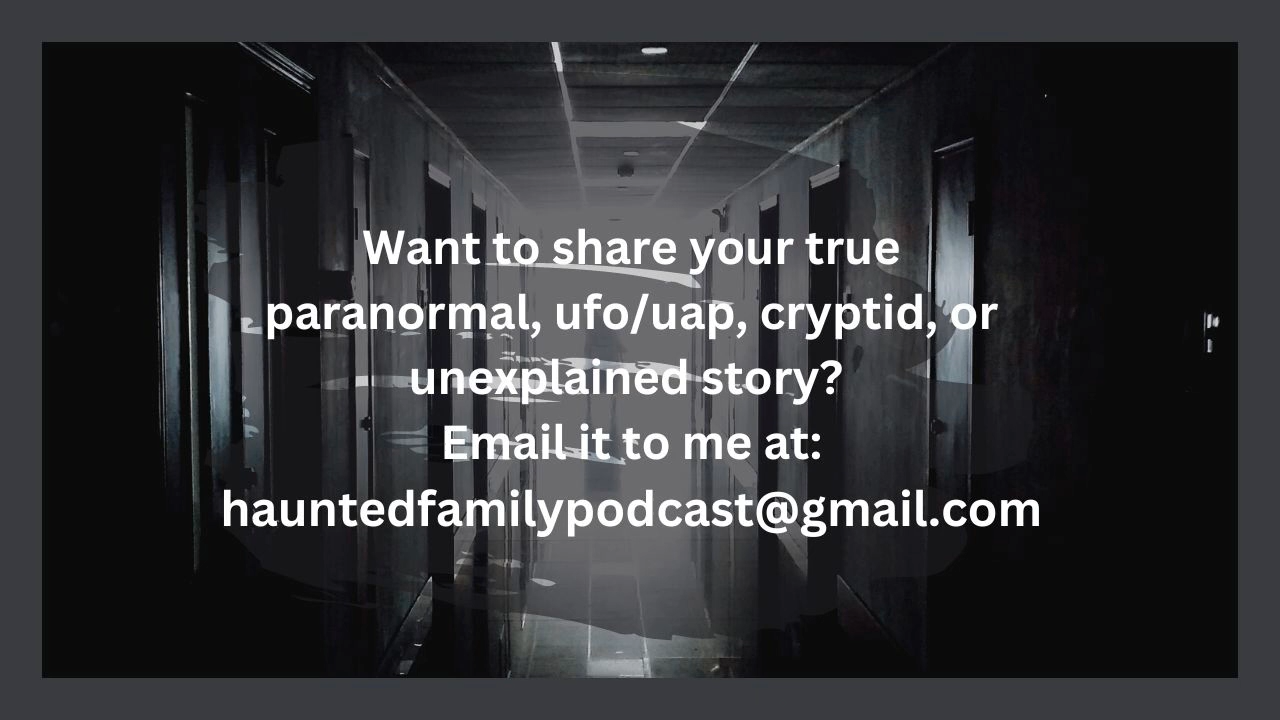 Want to share your true
paranormal, ufo/uap, cryptid, or
unexplained story?
Email it to me at:
hauntedfamilypodcast@gmail.com